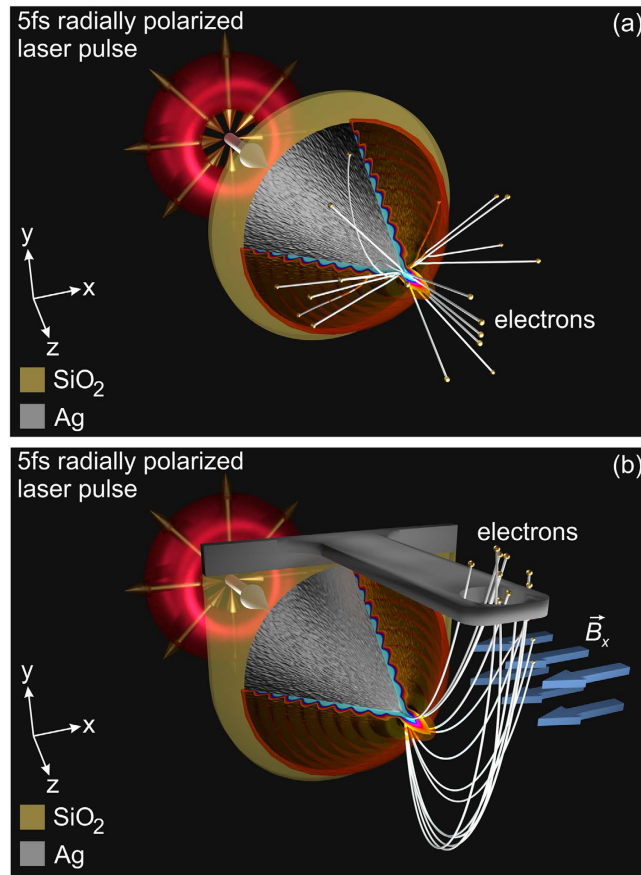 5fs radially polarized
laser pulse
(a)
y
x
z
electrons
SiO₂
Ag
5fs radially polarized
laser pulse
(b)
electrons
B⃗ₓ
y
x
z
SiO₂
Ag